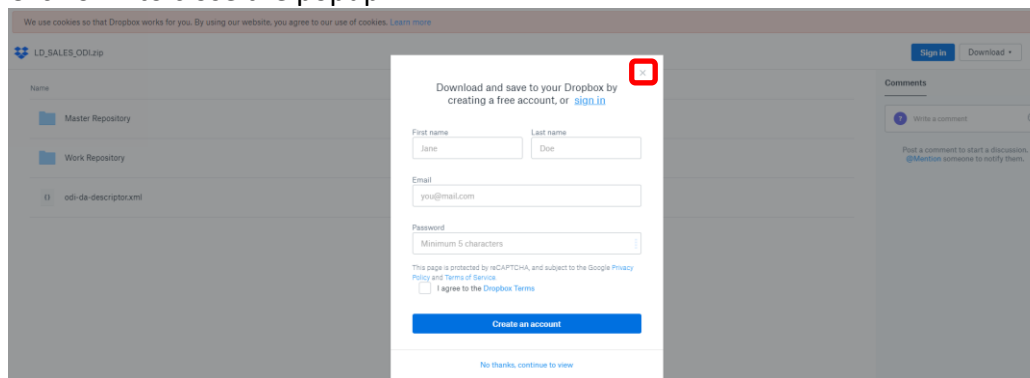 We use cookies so that Dropbox works for you. By using our website, you agree to our use of cookies. Learn more
LD_SALES_ODI.zip
Sign in
Download
Name
Master Repository
Work Repository
odi-da-descriptor.xml
Download and save to your Dropbox by
creating a free account, or sign in
First name
Last name
Jane
Doe
Email
you@mail.com
Password
Minimum 5 characters
This page is protected by reCAPTCHA, and subject to the Google Privacy
Policy and Terms of Service.
I agree to the Dropbox Terms
Create an account
No thanks, continue to view
Comments
Write a comment
Post a comment to start a discussion.
@Mention someone to notify them.